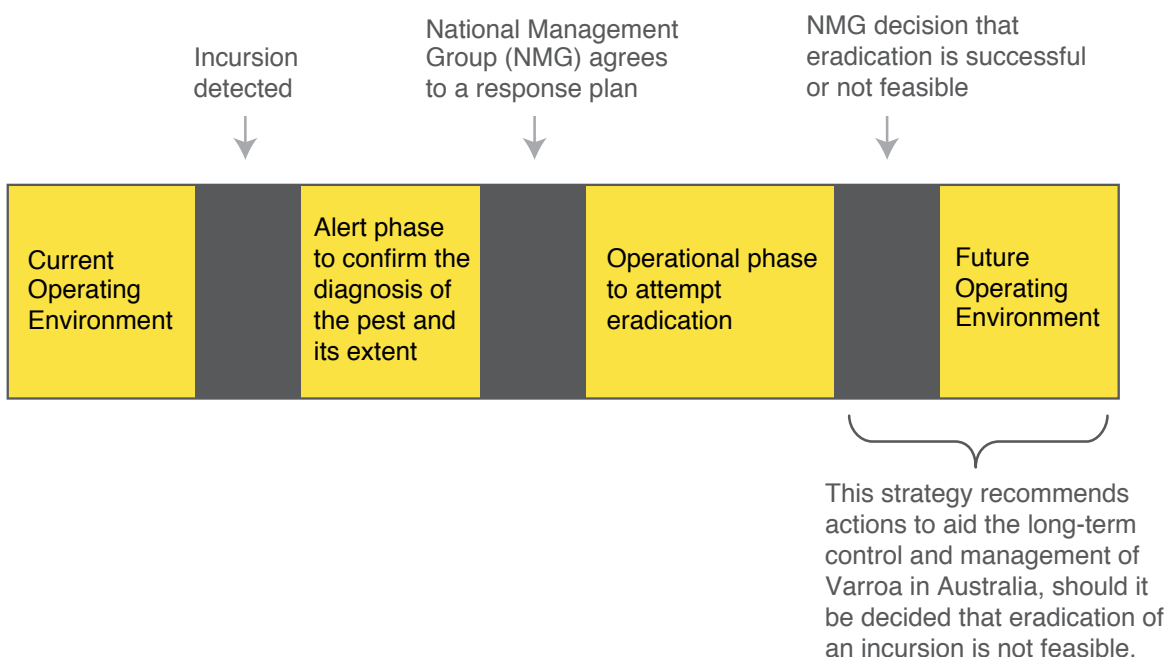 Incursion
detected
National Management
Group (NMG) agrees
to a response plan
NMG decision that
eradication is successful
or not feasible
Current
Operating
Environment
Alert phase
to confirm the
diagnosis of
the pest and
its extent
Operational phase
to attempt
eradication
Future
Operating
Environment
This strategy recommends
actions to aid the long-term
control and management of
Varroa in Australia, should it
be decided that eradication of
an incursion is not feasible.